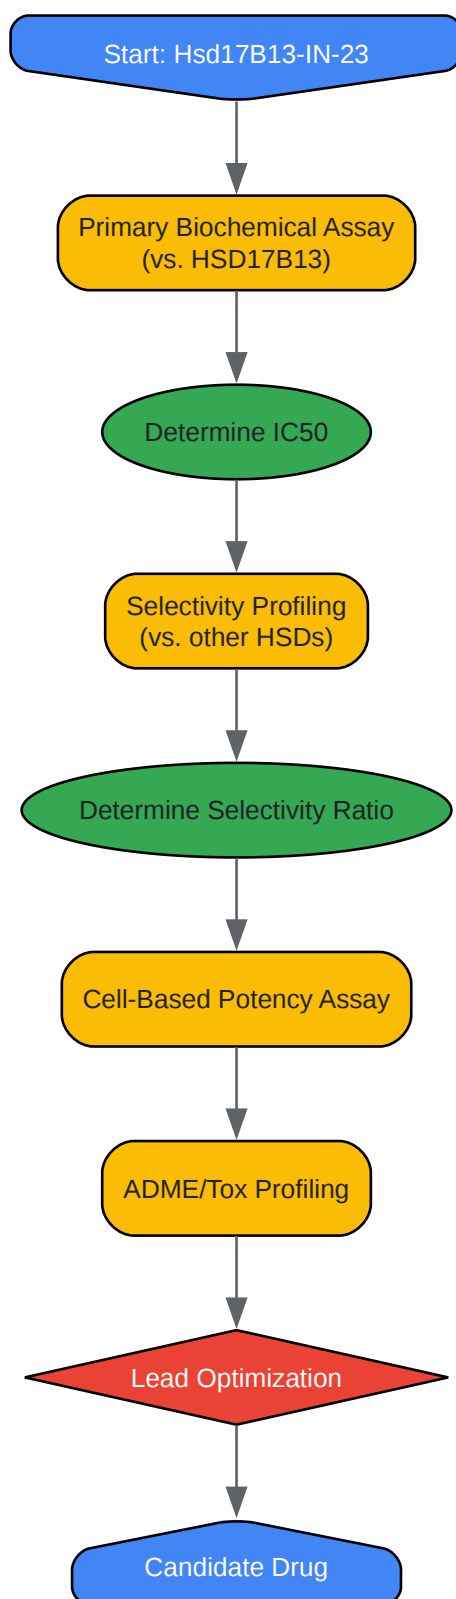 Start: Hsd17B13-IN-23
Primary Biochemical Assay
(vs. HSD17B13)
Determine IC50
Selectivity Profiling
(vs. other HSDs)
Determine Selectivity Ratio
Cell-Based Potency Assay
ADME/Tox Profiling
Lead Optimization
Candidate Drug